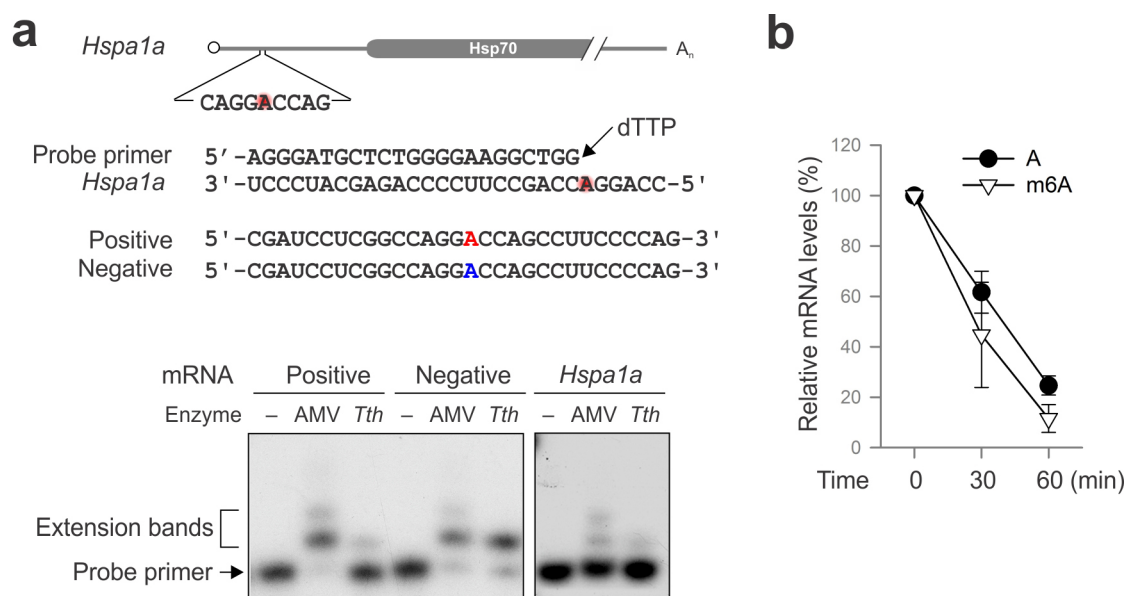 a
Hspa1a
Hsp70
An
CAGGACCAG
dTTP
Probe primer 5'-AGGGATGCTCTGGGGAAGGCTGG
Hspa1a 3'-UCCCUACGAGACCCCUUCCGACCAGGACC-5'
Positive 5'-CGAUCCUCGGCCAGGACCAGCCUUCCCCAG-3'
Negative 5'-CGAUCCUCGGCCAGGACCAGCCUUCCCCAG-3'
mRNA Positive Negative Hspa1a
Enzyme – AMV Tth – AMV Tth – AMV Tth
Extension bands
Probe primer
b
Relative mRNA levels (%)
120
100
80
60
40
20
0
A
m6A
Time 0 30 60 (min)